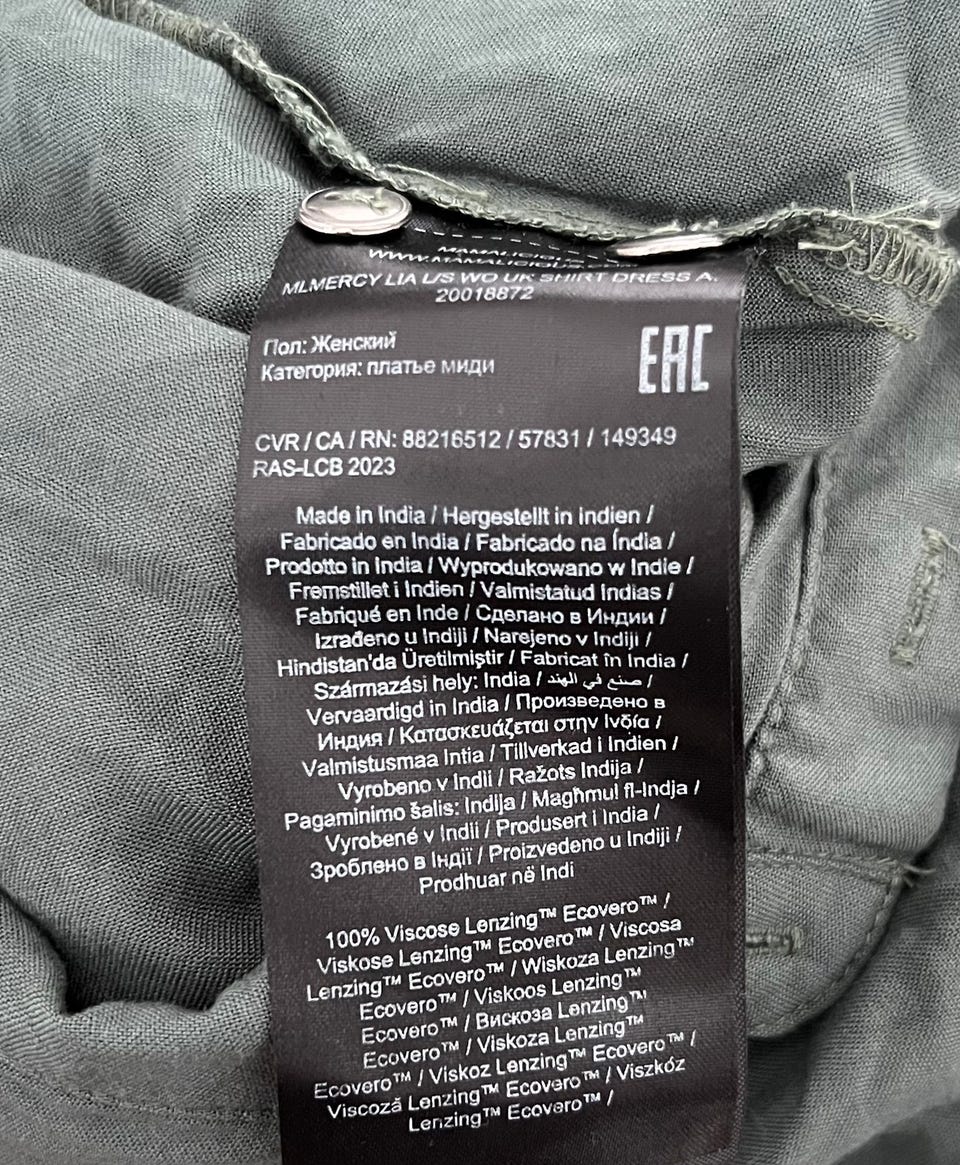 MAMALICIOUS
WWW.MAMALICIOUS.
MLMERCY LIA L/S WO UK SHIRT DRESS A.
20018872
Пол: Женский
Категория: платье миди
EAC
CVR / CA / RN: 88216512 / 57831 / 149349
RAS-LCB 2023
Made in India / Hergestellt in Indien /
Fabricado en India / Fabricado na Índia /
Prodotto in India / Wyprodukowano w Indie /
Fremstillet i Indien / Valmistatud Indias /
Fabriqué en Inde / Сделано в Индии /
Izrađeno u Indiji / Narejeno v Indiji /
Hindistan'da Üretilmiştir / Fabricat în India /
Származási hely: India / صنع في الهند /
Vervaardigd in India / Произведено в
Индия / Κατασκευάζεται στην Ινδία /
Valmistusmaa Intia / Tillverkad i Indien /
Vyrobeno v Indii / Ražots Indija /
Pagaminimo šalis: Indija / Magħmul fl-Indja /
Vyrobené v Indii / Produsert i India /
Зроблено в Індії / Proizvedeno u Indiji /
Prodhuar në Indi
100% Viscose Lenzing™ Ecovero™ /
Viskose Lenzing™ Ecovero™ / Viscosa
Lenzing™ Ecovero™ / Wiskoza Lenzing™
Ecovero™ / Viskoos Lenzing™
Ecovero™ / Вискоза Lenzing™
Ecovero™ / Viskoza Lenzing™
Ecovero™ / Viskoz Lenzing™ Ecovero™ /
Viscoză Lenzing™ Ecovero™ / Viszkóz
Lenzing™ Ecovero™ /